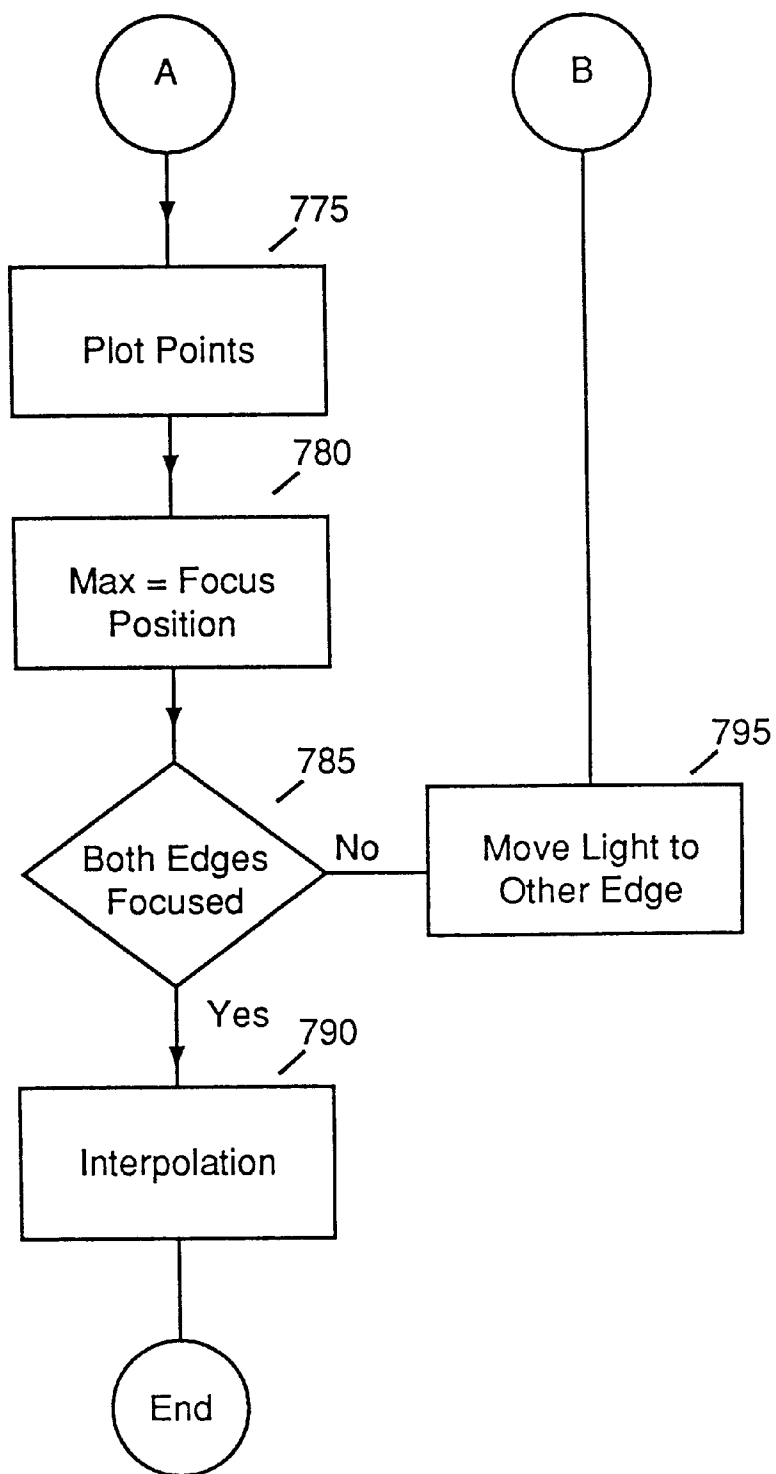 A
B
775
Plot Points
780
Max = Focus
Position
785
795
Both Edges
Focused
No
Move Light to
Other Edge
Yes
790
Interpolation
End